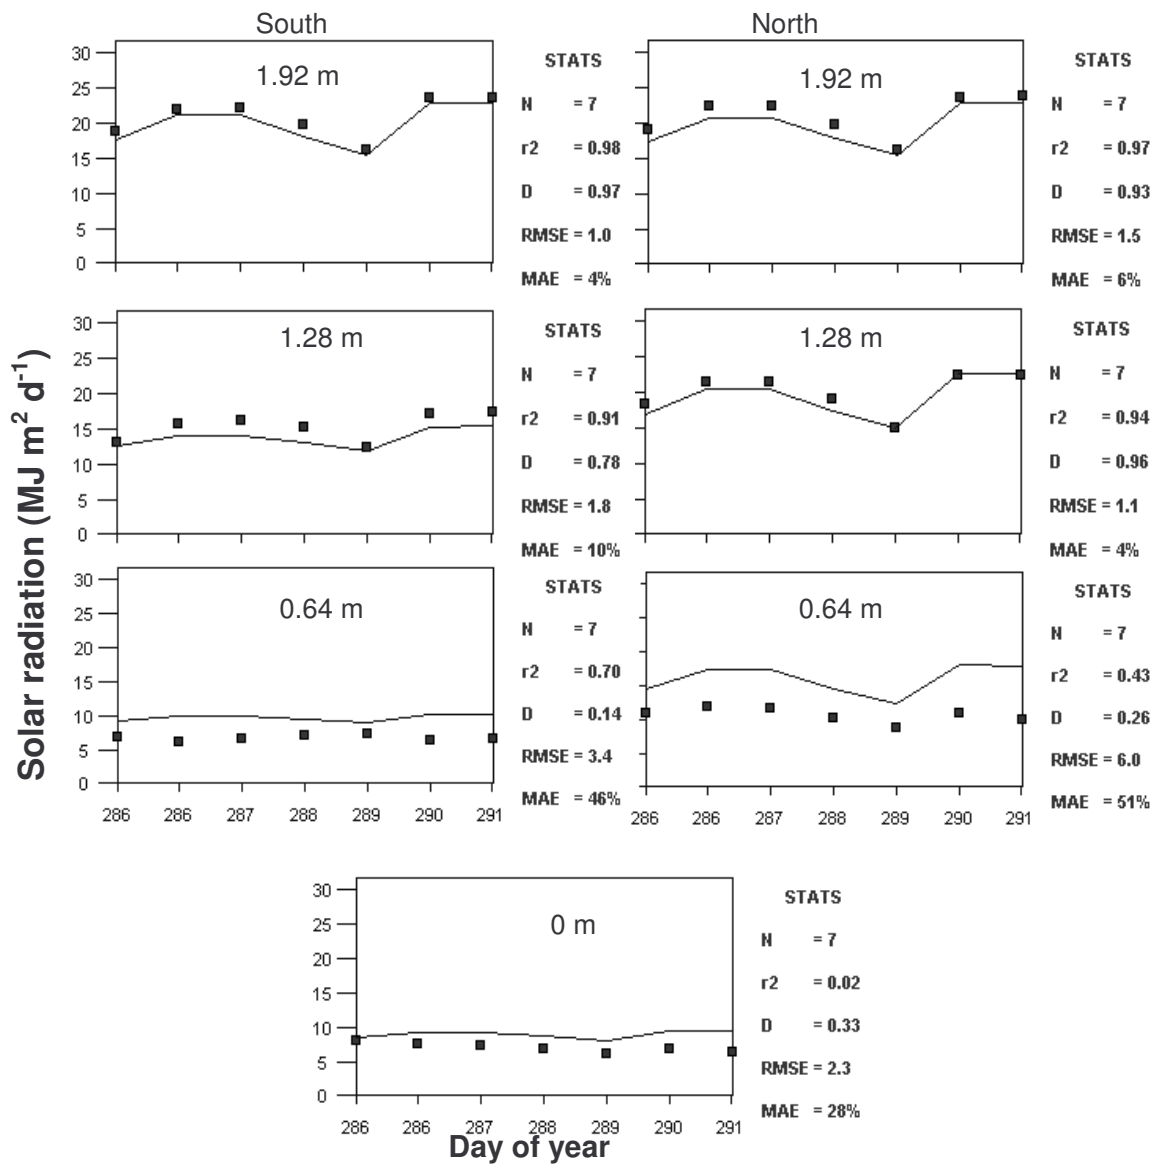 South
North
30
25
20
15
10
5
0
1.92 m
STATS
N = 7
r2 = 0.98
D = 0.97
RMSE = 1.0
MAE = 4%
1.92 m
STATS
N = 7
r2 = 0.97
D = 0.93
RMSE = 1.5
MAE = 6%
Solar radiation (MJ m² d⁻¹)
30
25
20
15
10
5
0
1.28 m
STATS
N = 7
r2 = 0.91
D = 0.78
RMSE = 1.8
MAE = 10%
1.28 m
STATS
N = 7
r2 = 0.94
D = 0.96
RMSE = 1.1
MAE = 4%
30
25
20
15
10
5
0
0.64 m
286 286 287 288 289 290 291
STATS
N = 7
r2 = 0.70
D = 0.14
RMSE = 3.4
MAE = 46%
0.64 m
286 286 287 288 289 290 291
STATS
N = 7
r2 = 0.43
D = 0.26
RMSE = 6.0
MAE = 51%
30
25
20
15
10
5
0
0 m
286 286 287 288 289 290 291
STATS
N = 7
r2 = 0.02
D = 0.33
RMSE = 2.3
MAE = 28%
Day of year